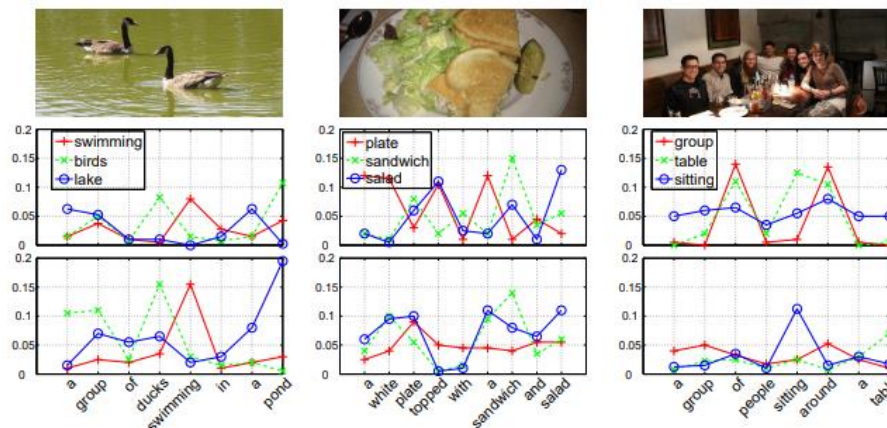 0.2
0.15
0.1
0.05
0
swimming
birds
lake
0.2
0.15
0.1
0.05
0
a group of ducks swimming in a pond
0.2
0.15
0.1
0.05
0
plate
sandwich
salad
0.2
0.15
0.1
0.05
0
a white plate topped with a sandwich and salad
0.2
0.15
0.1
0.05
0
group
table
sitting
0.2
0.15
0.1
0.05
0
a group of people sitting around a tabl